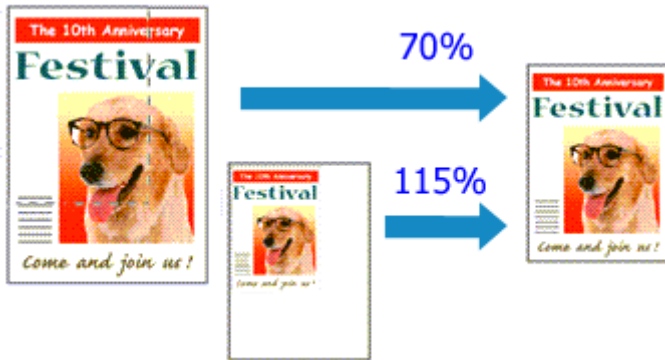 The 10th Anniversary
Festival
Come and join us!
70%
The 10th Anniversary
Festival
Come and join us!
115%
The 10th Anniversary
Festival
Come and join us!